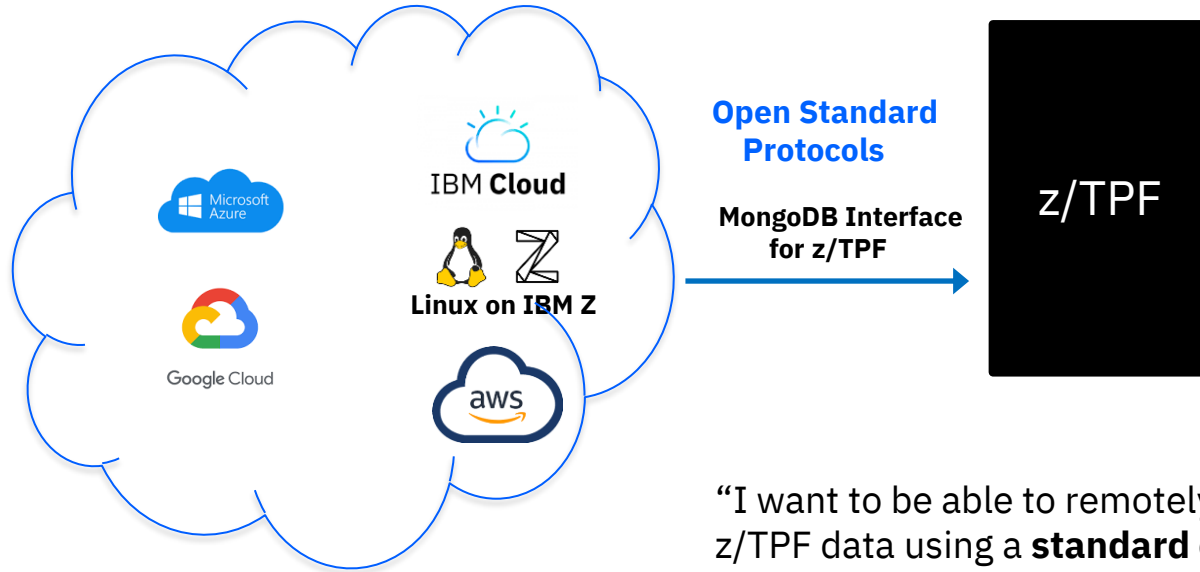 IBM Cloud
Microsoft
Azure
Linux on IBM Z
Google Cloud
aws
Open Standard
Protocols
MongoDB Interface
for z/TPF
z/TPF
“I want to be able to remotely
z/TPF data using a standard